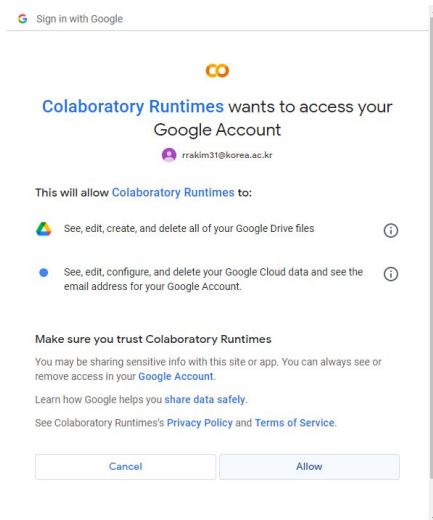 Sign in with Google
Colaboratory Runtimes wants to access your
Google Account
rrakim31@korea.ac.kr
This will allow Colaboratory Runtimes to:
See, edit, create, and delete all of your Google Drive files
See, edit, configure, and delete your Google Cloud data and see the
email address for your Google Account.
Make sure you trust Colaboratory Runtimes
You may be sharing sensitive info with this site or app. You can always see or
remove access in your Google Account.
Learn how Google helps you share data safely.
See Colaboratory Runtimes's Privacy Policy and Terms of Service.
Cancel
Allow